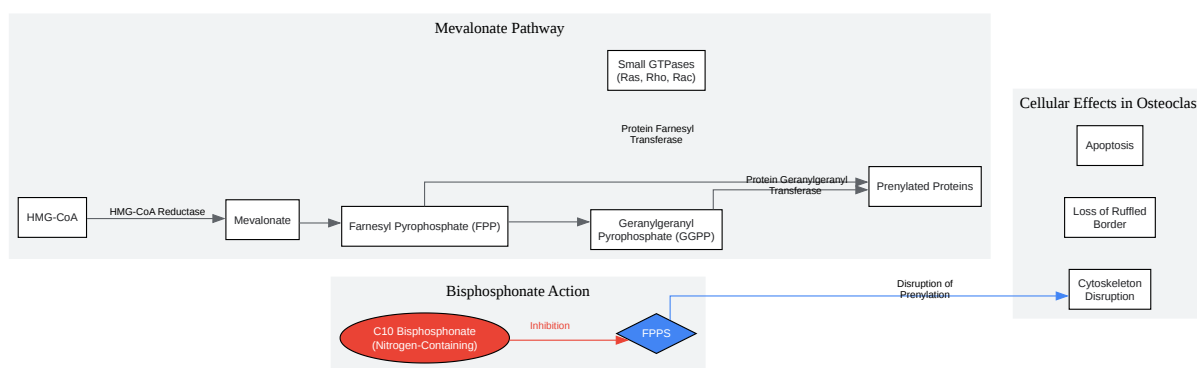 Mevalonate Pathway
Small GTPases
(Ras, Rho, Rac)
Protein Farnesyl
Transferase
Protein Geranylgeranyl
Transferase
Prenylated Proteins
HMG-CoA
HMG-CoA Reductase
Mevalonate
Farnesyl Pyrophosphate (FPP)
Geranylgeranyl
Pyrophosphate (GGPP)
Cellular Effects in Osteoclas
Apoptosis
Loss of Ruffled
Border
Cytoskeleton
Disruption
Bisphosphonate Action
C10 Bisphosphonate
(Nitrogen-Containing)
Inhibition
FPPS
Disruption of
Prenylation